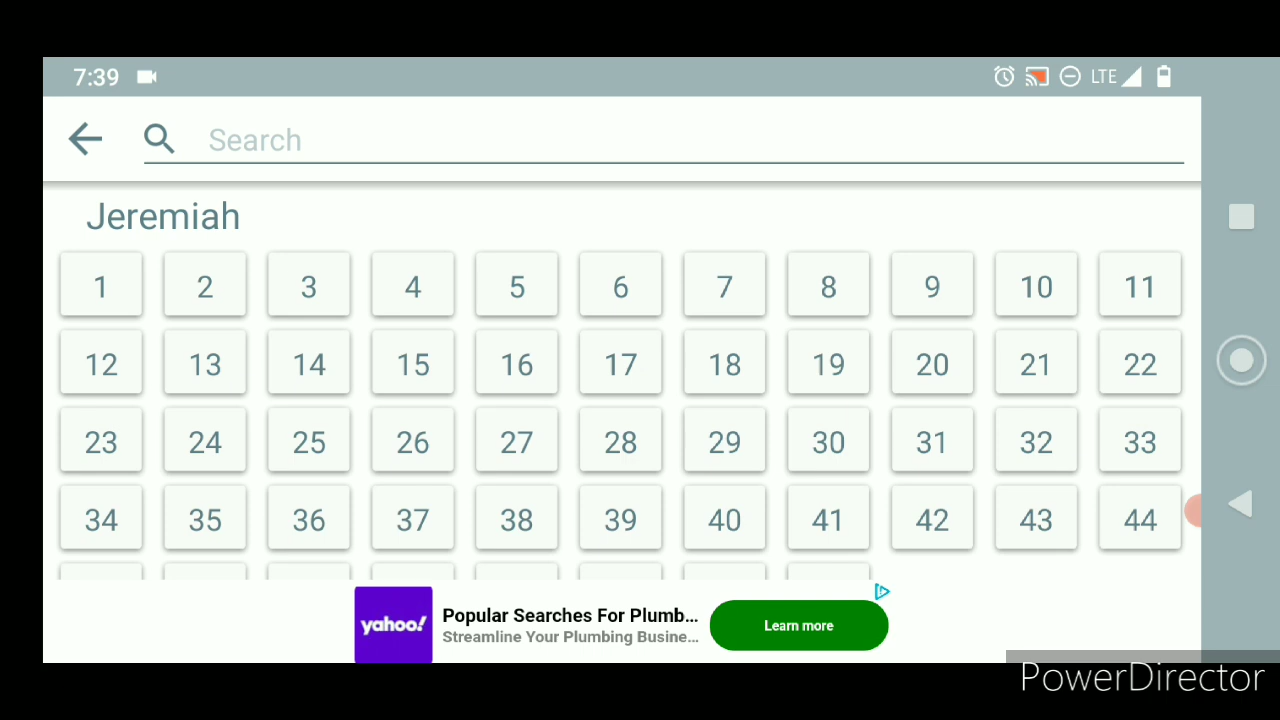 7:39 LTE
Search
Jeremiah
1 2 3 4 5 6 7 8 9 10 11
12 13 14 15 16 17 18 19 20 21 22
23 24 25 26 27 28 29 30 31 32 33
34 35 36 37 38 39 40 41 42 43 44
yahoo!
Popular Searches For Plumb...
Streamline Your Plumbing Busine...
Learn more
PowerDirector